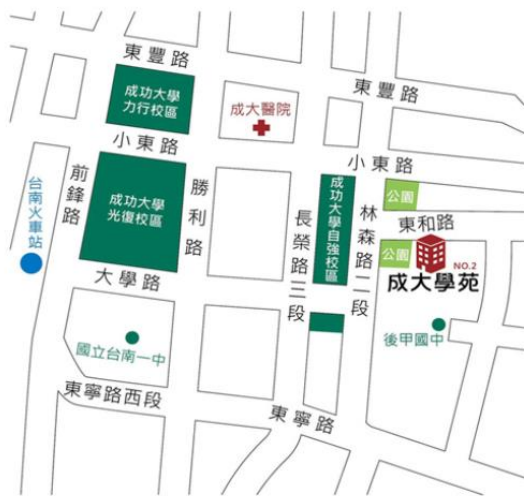 東豐路
成功大學
力行校區
成大醫院
東豐路
小東路
小東路
台南火車站
前鋒路
成功大學
光復校區
勝利路
長榮路三段
成功大學自強校區
林森路二段
公園
東和路
公園
NO.2
成大學苑
大學路
國立台南一中
後甲國中
東寧路西段
東寧路